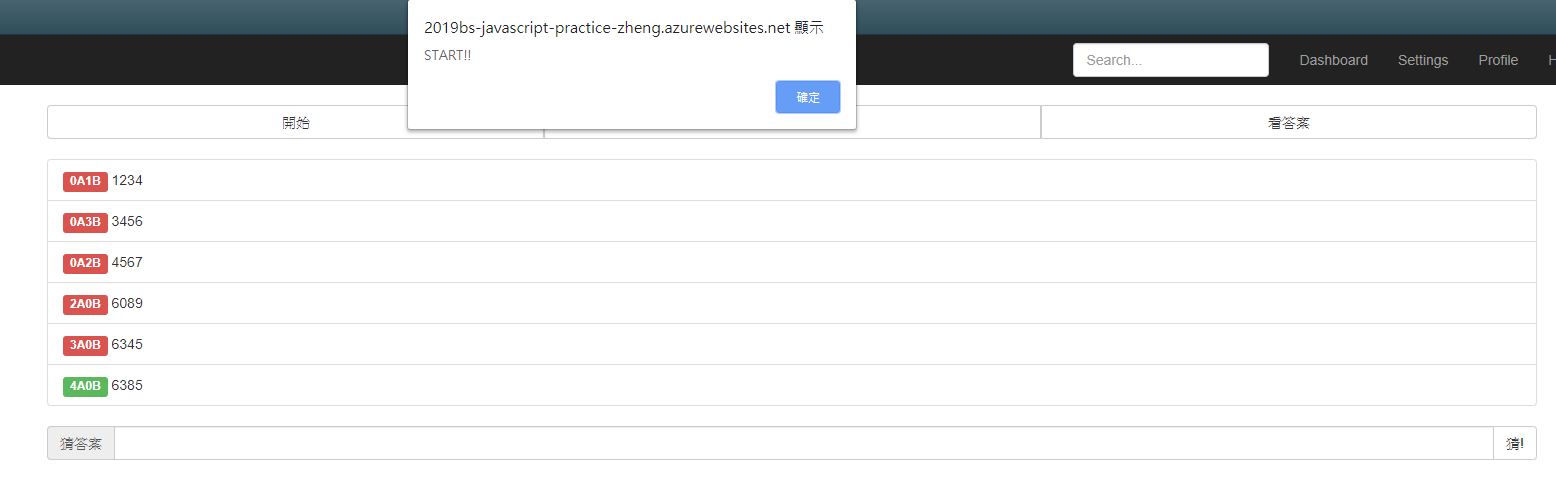 2019bs-javascript-practice-zheng.azurewebsites.net 顯示
START!!
確定
Search...
Dashboard
Settings
Profile
開始
看答案
0A1B 1234
0A3B 3456
0A2B 4567
2A0B 6089
3A0B 6345
4A0B 6385
猜答案
猜!